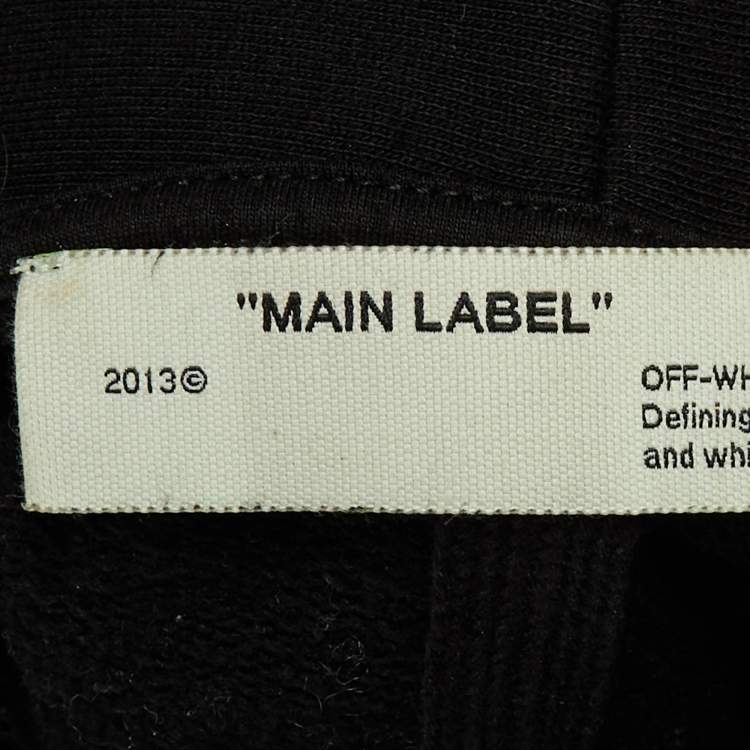 "MAIN LABEL"
2013©
OFF-WH
Defining
and whi